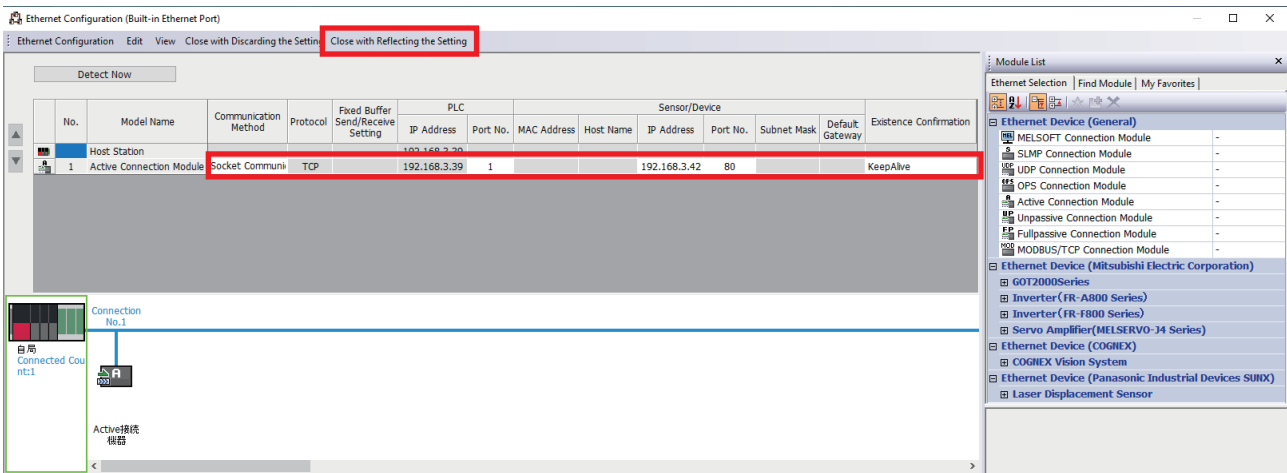 Ethernet Configuration (Built-in Ethernet Port)
Ethernet Configuration Edit View Close with Discarding the Setting Close with Reflecting the Setting
Detect Now
No. Model Name Communication Method Protocol Fixed Buffer Send/Receive Setting PLC Sensor/Device Existence Confirmation
IP Address Port No. MAC Address Host Name IP Address Port No. Subnet Mask Default Gateway
Host Station 192.168.3.39
1 Active Connection Module Socket Communi TCP 192.168.3.39 1 192.168.3.42 80 KeepAlive
Connection
No.1
自局
Connected Cou
nt:1
A
Active接続
機器
Module List
Ethernet Selection Find Module My Favorites
Ethernet Device (General)
MELSOFT Connection Module -
SLMP Connection Module -
UDP Connection Module -
OPS Connection Module -
Active Connection Module -
Unpassive Connection Module -
Fullpassive Connection Module -
MODBUS/TCP Connection Module -
Ethernet Device (Mitsubishi Electric Corporation)
GOT2000Series
Inverter(FR-A800 Series)
Inverter(FR-F800 Series)
Servo Amplifier(MELSERVO-J4 Series)
Ethernet Device (COGNEX)
COGNEX Vision System
Ethernet Device (Panasonic Industrial Devices SUNX)
Laser Displacement Sensor